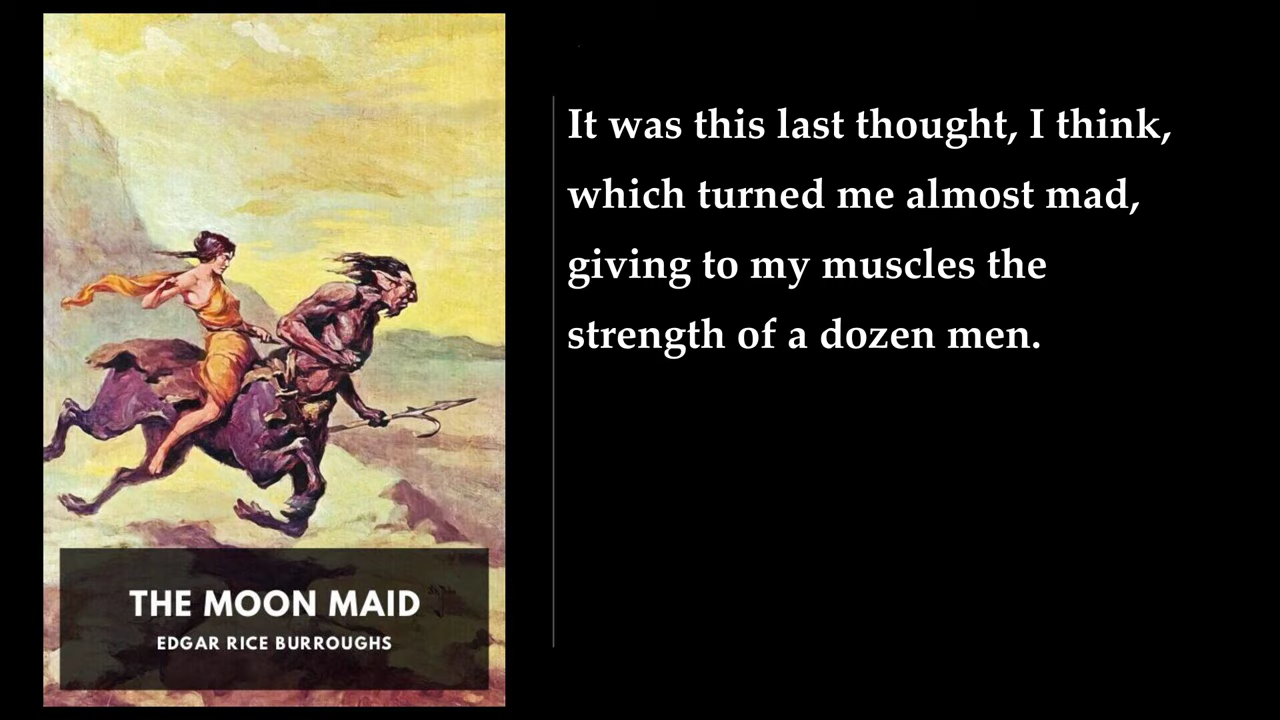 It was this last thought, I think,
which turned me almost mad,
giving to my muscles the
strength of a dozen men.
THE MOON MAID
EDGAR RICE BURROUGHS